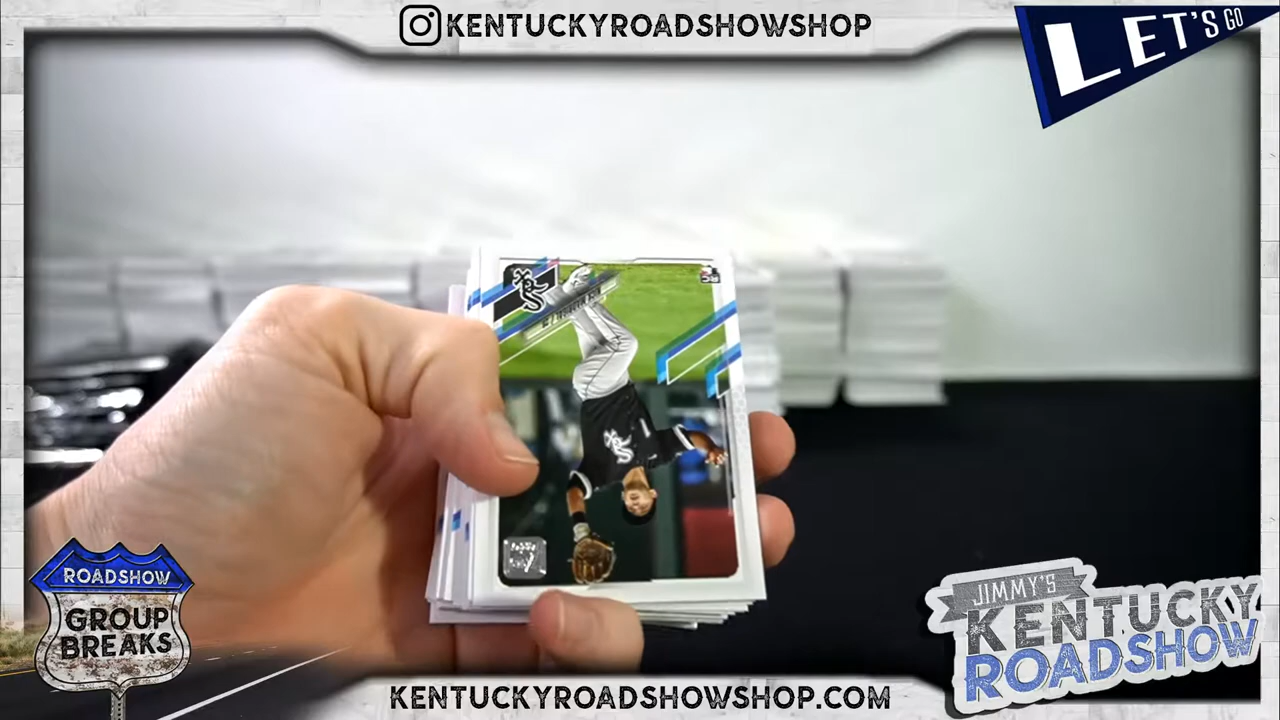 KENTUCKYROADSHOWSHOP
LET'S GO
ROADSHOW
GROUP
BREAKS
JIMMY'S
KENTUCKY
ROADSHOW
KENTUCKYROADSHOWSHOP.COM